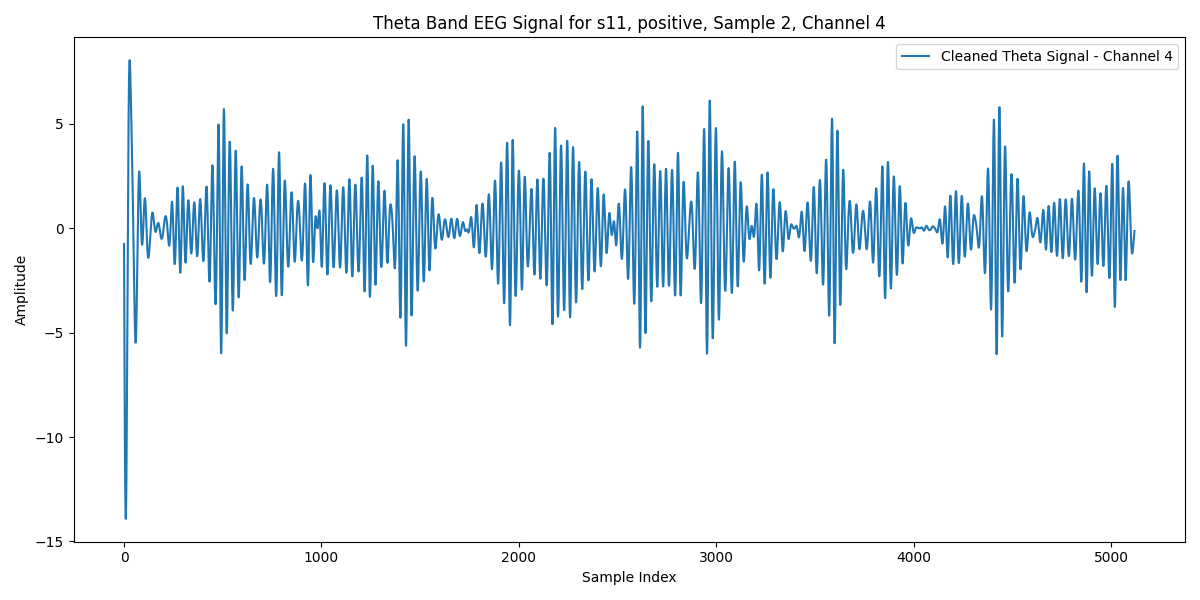 Theta Band EEG Signal for s11, positive, Sample 2, Channel 4
Cleaned Theta Signal - Channel 4
Amplitude
5
0
−5
−10
−15
0 1000 2000 3000 4000 5000
Sample Index